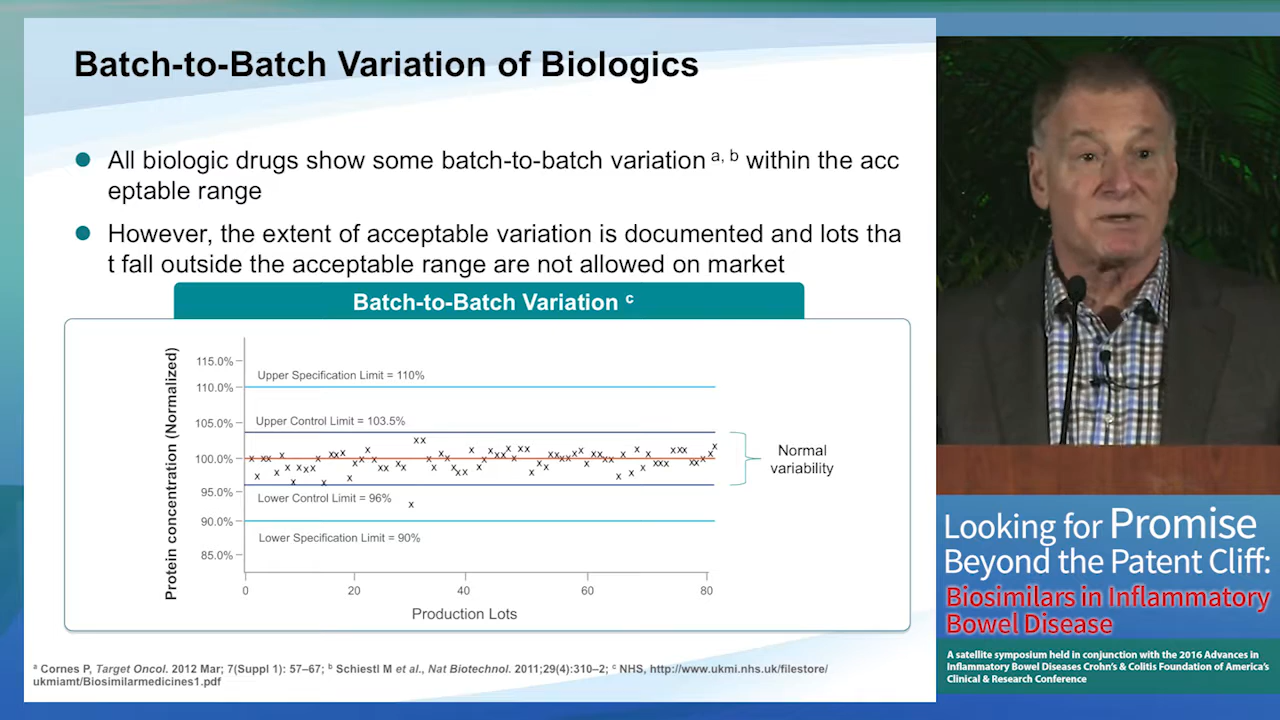 Batch-to-Batch Variation of Biologics
All biologic drugs show some batch-to-batch variation a, b within the acc
eptable range
However, the extent of acceptable variation is documented and lots tha
t fall outside the acceptable range are not allowed on market
Batch-to-Batch Variation c
Protein concentration (Normalized)
115.0%
110.0%
105.0%
100.0%
95.0%
90.0%
85.0%
Upper Specification Limit = 110%
Upper Control Limit = 103.5%
Lower Control Limit = 96%
Lower Specification Limit = 90%
Normal
variability
0
20
40
60
80
Production Lots
a Cornes P, Target Oncol. 2012 Mar; 7(Suppl 1): 57–67; b Schiestl M et al., Nat Biotechnol. 2011;29(4):310–2; c NHS, http://www.ukmi.nhs.uk/filestore/
ukmiamt/Biosimilarmedicines1.pdf
Looking for Promise
Beyond the Patent Cliff:
Biosimilars in Inflammatory
Bowel Disease
A satellite symposium held in conjunction with the 2016 Advances in
Inflammatory Bowel Diseases Crohn's & Colitis Foundation of America's
Clinical & Research Conference